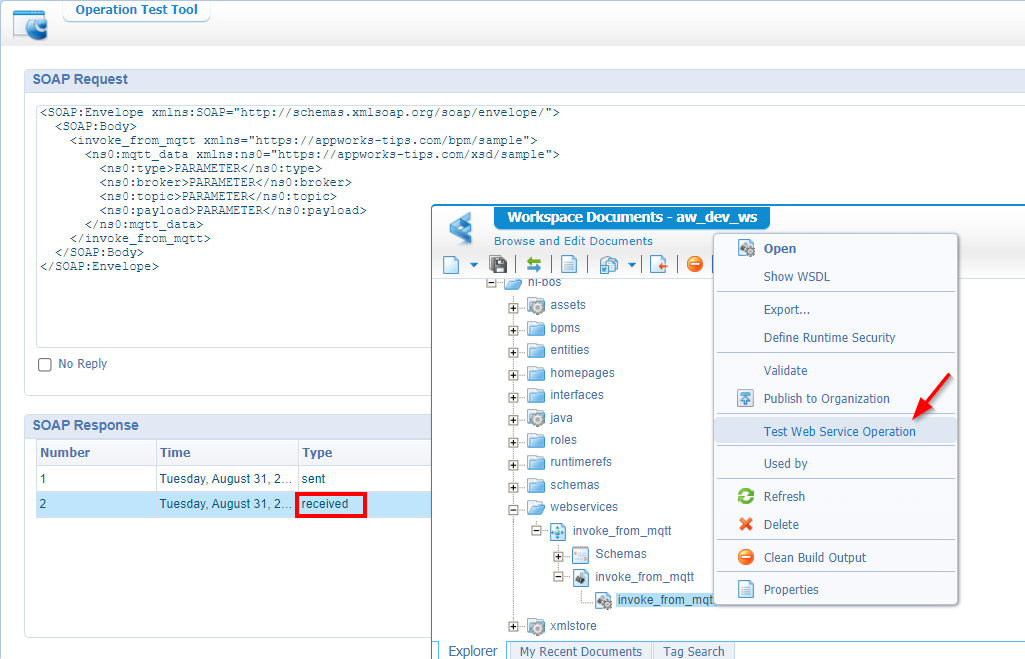 Operation Test Tool
SOAP Request
<SOAP:Envelope xmlns:SOAP="http://schemas.xmlsoap.org/soap/envelope/">
<SOAP:Body>
<invoke_from_mqtt xmlns="https://appworks-tips.com/bpm/sample">
<ns0:mqtt_data xmlns:ns0="https://appworks-tips.com/xsd/sample">
<ns0:type>PARAMETER</ns0:type>
<ns0:broker>PARAMETER</ns0:broker>
<ns0:topic>PARAMETER</ns0:topic>
<ns0:payload>PARAMETER</ns0:payload>
</ns0:mqtt_data>
</invoke_from_mqtt>
</SOAP:Body>
</SOAP:Envelope>
No Reply
SOAP Response
Number Time Type
1 Tuesday, August 31, 2... sent
2 Tuesday, August 31, 2... received
Workspace Documents - aw_dev_ws
Browse and Edit Documents
assets
bpms
entities
homepages
interfaces
java
roles
runtimerefs
schemas
webservices
invoke_from_mqtt
Schemas
invoke_from_mqtt
invoke_from_mqt
xmlstore
Explorer My Recent Documents Tag Search
Open
Show WSDL
Export...
Define Runtime Security
Validate
Publish to Organization
Test Web Service Operation
Used by
Refresh
Delete
Clean Build Output
Properties